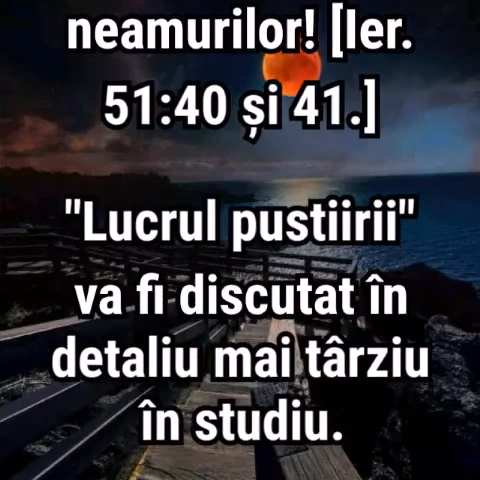 neamurilor! [Ier.
51:40 și 41.]
"Lucrul pustiirii"
va fi discutat în
detaliu mai târziu
în studiu.